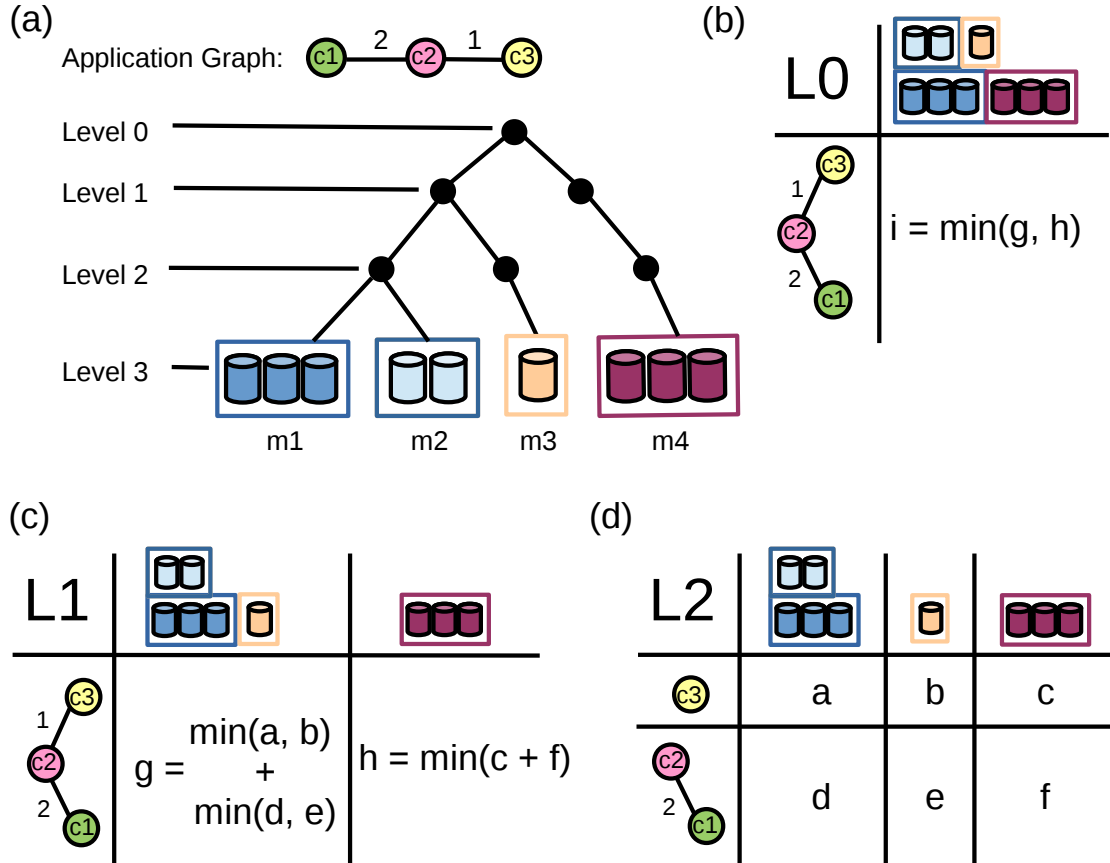 (a)
Application Graph:
c1 2 c2 1 c3
Level 0
Level 1
Level 2
Level 3
m1 m2 m3 m4
(b)
L0
c3
1
c2
2
c1
i = min(g, h)
(c)
L1
c3
1
c2
2
c1
min(a, b)
g = +
min(d, e)
h = min(c + f)
(d)
L2
c3 a b c
c2
2
c1
d e f